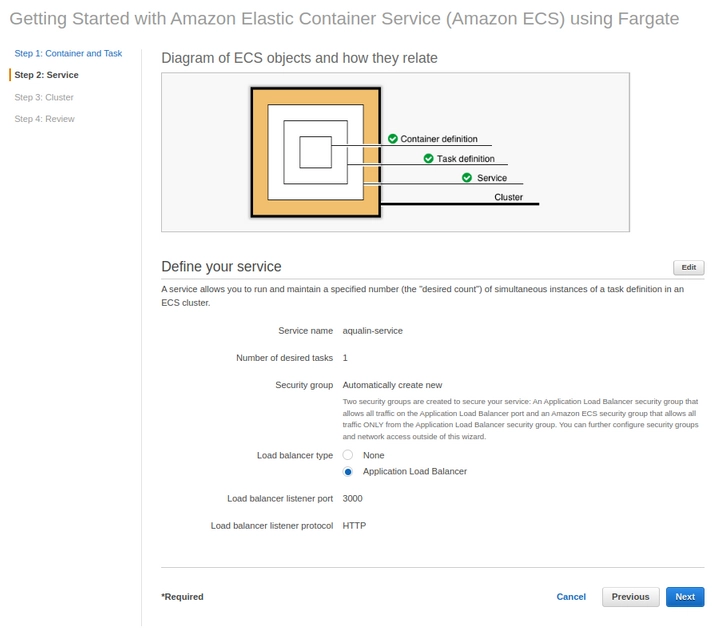 Getting Started with Amazon Elastic Container Service (Amazon ECS) using Fargate
Step 1: Container and Task
Step 2: Service
Step 3: Cluster
Step 4: Review
Diagram of ECS objects and how they relate
Container definition
Task definition
Service
Cluster
Define your service
Edit
A service allows you to run and maintain a specified number (the "desired count") of simultaneous instances of a task definition in an
ECS cluster.
Service name aqualin-service
Number of desired tasks 1
Security group Automatically create new
Two security groups are created to secure your service: An Application Load Balancer security group that
allows all traffic on the Application Load Balancer port and an Amazon ECS security group that allows all
traffic ONLY from the Application Load Balancer security group. You can further configure security groups
and network access outside of this wizard.
Load balancer type None
Application Load Balancer
Load balancer listener port 3000
Load balancer listener protocol HTTP
*Required Cancel Previous Next